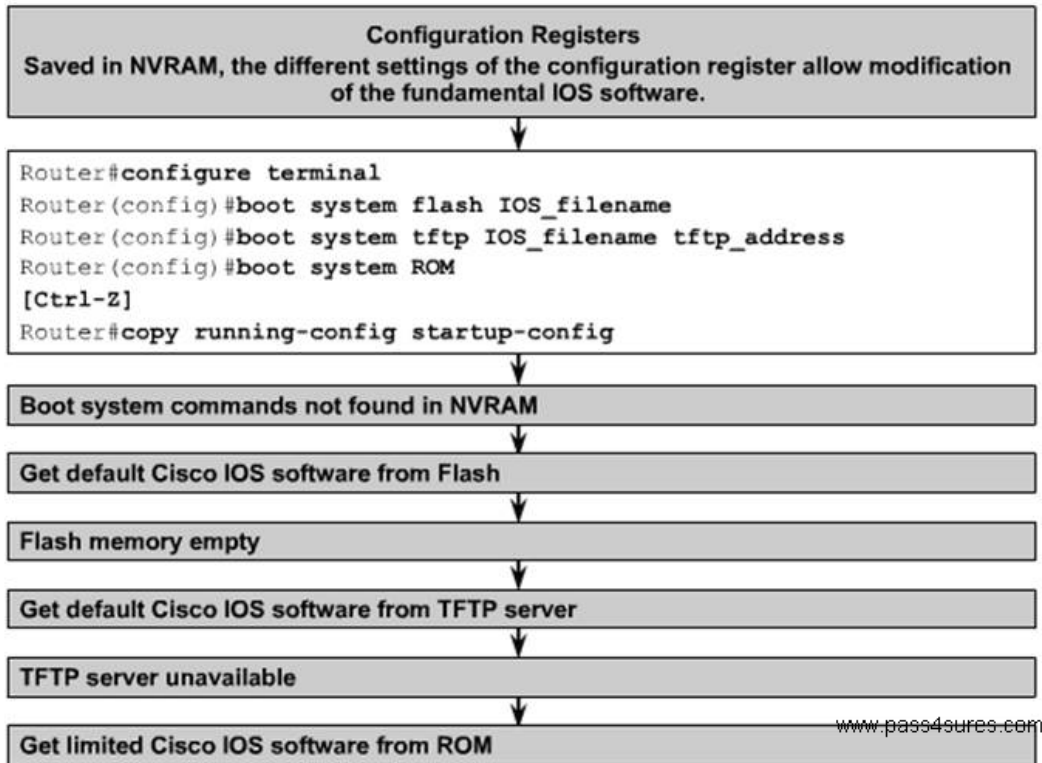 Configuration Registers
Saved in NVRAM, the different settings of the configuration register allow modification
of the fundamental IOS software.
Router#configure terminal
Router(config)#boot system flash IOS_filename
Router(config)#boot system tftp IOS_filename tftp_address
Router(config)#boot system ROM
[Ctrl-Z]
Router#copy running-config startup-config
Boot system commands not found in NVRAM
Get default Cisco IOS software from Flash
Flash memory empty
Get default Cisco IOS software from TFTP server
TFTP server unavailable
www.pass4sures.com
Get limited Cisco IOS software from ROM